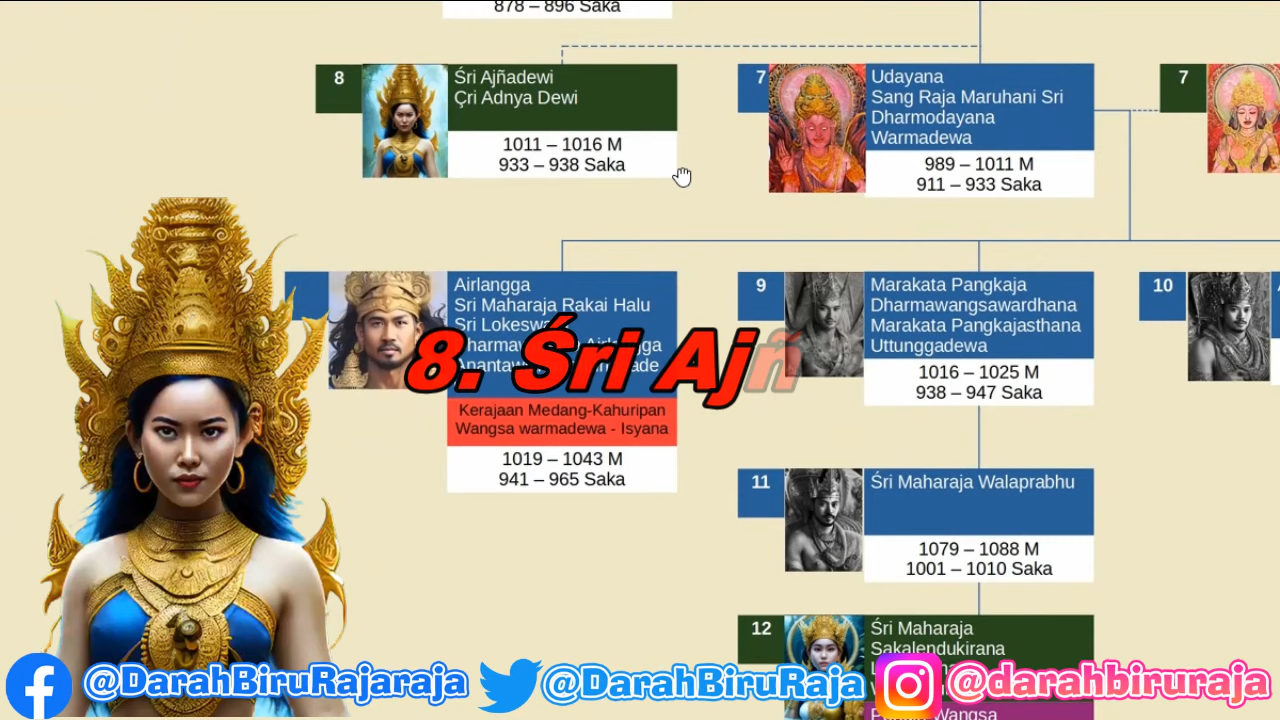 878 – 896 Saka
8
Śri Ajñadewi
Çri Adnya Dewi
1011 – 1016 M
933 – 938 Saka
7
Udayana
Sang Raja Maruhani Sri
Dharmodayana
Warmadewa
989 – 1011 M
911 – 933 Saka
7
Airlangga
Sri Maharaja Rakai Halu
Sri
8. Śri Ajñ
Kerajaan Medang-Kahuripan
Wangsa warmadewa - Isyana
1019 – 1043 M
941 – 965 Saka
9
Marakata Pangkaja
Dharmawangsawardhana
Marakata Pangkajasthana
Uttunggadewa
1016 – 1025 M
938 – 947 Saka
10
11
Śri Maharaja Walaprabhu
1079 – 1088 M
1001 – 1010 Saka
12
Śri Maharaja
Sakalendukirana
Wangsa
@DarahBiruRajaraja
@DarahBiruRaja
@darahbiruraja